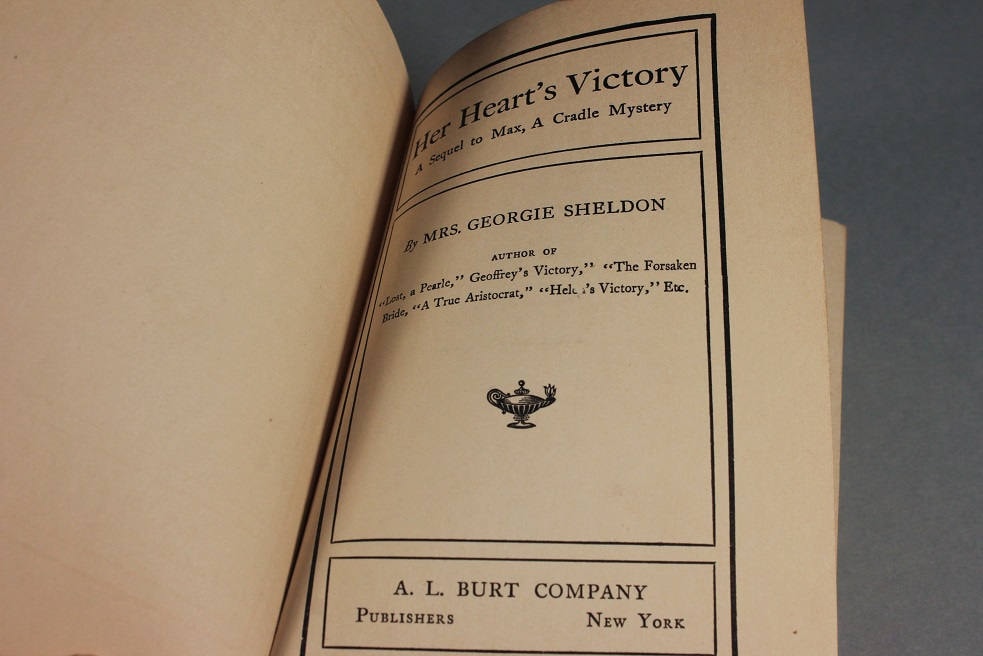 Her Heart's Victory
A Sequel to Max, A Cradle Mystery
By MRS. GEORGIE SHELDON
AUTHOR OF
“Lost, a Pearle,” Geoffrey's Victory,” “The Forsaken
Bride, “A True Aristocrat,” Victory,” Etc.
A. L. BURT COMPANY
PUBLISHERS NEW YORK